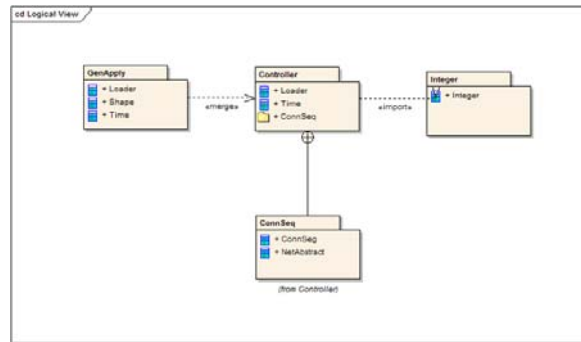 cd Logical View
GenApply
+ Loader
+ Shape
+ Time
«merge»
Controller
+ Loader
+ Time
+ ConnSeq
«import»
Integer
+ Integer
ConnSeq
+ ConnSeg
+ NetAbstract
(from Controller)